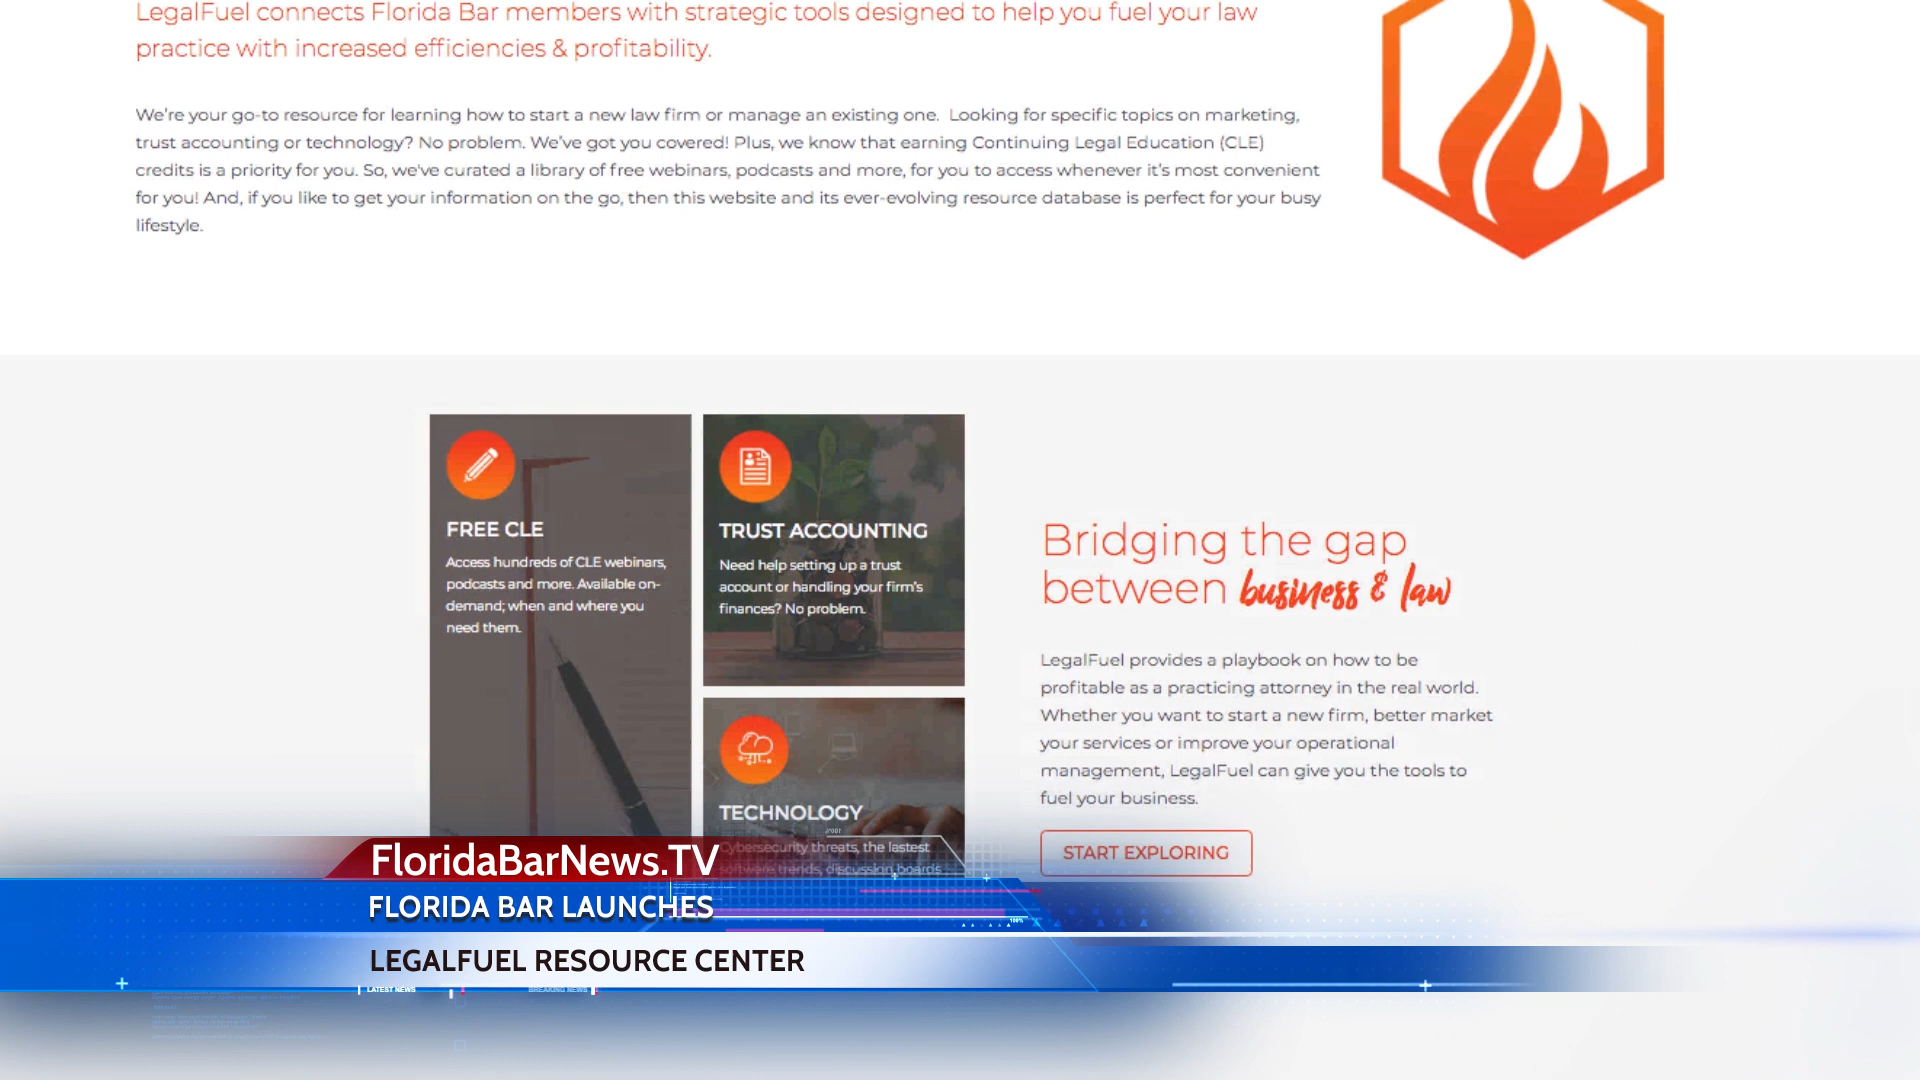 LegalFuel connects Florida Bar members with strategic tools designed to help you fuel your law
practice with increased efficiencies & profitability.
We're your go-to resource for learning how to start a new law firm or manage an existing one. Looking for specific topics on marketing,
trust accounting or technology? No problem. We've got you covered! Plus, we know that earning Continuing Legal Education (CLE)
credits is a priority for you. So, we've curated a library of free webinars, podcasts and more, for you to access whenever it's most convenient
for you! And, if you like to get your information on the go, then this website and its ever-evolving resource database is perfect for your busy
lifestyle.
FREE CLE
Access hundreds of CLE webinars,
podcasts and more. Available on-
demand; when and where you
need them.
TRUST ACCOUNTING
Need help setting up a trust
account or handling your firm's
finances? No problem.
TECHNOLOGY
Cybersecurity threats, the lastest
software trends, discussion boards
Bridging the gap
between business & law
LegalFuel provides a playbook on how to be
profitable as a practicing attorney in the real world.
Whether you want to start a new firm, better market
your services or improve your operational
management, LegalFuel can give you the tools to
fuel your business.
START EXPLORING
FloridaBarNews.TV
FLORIDA BAR LAUNCHES
100%
LEGALFUEL RESOURCE CENTER
LATEST NEWS
BREAKING NEWS